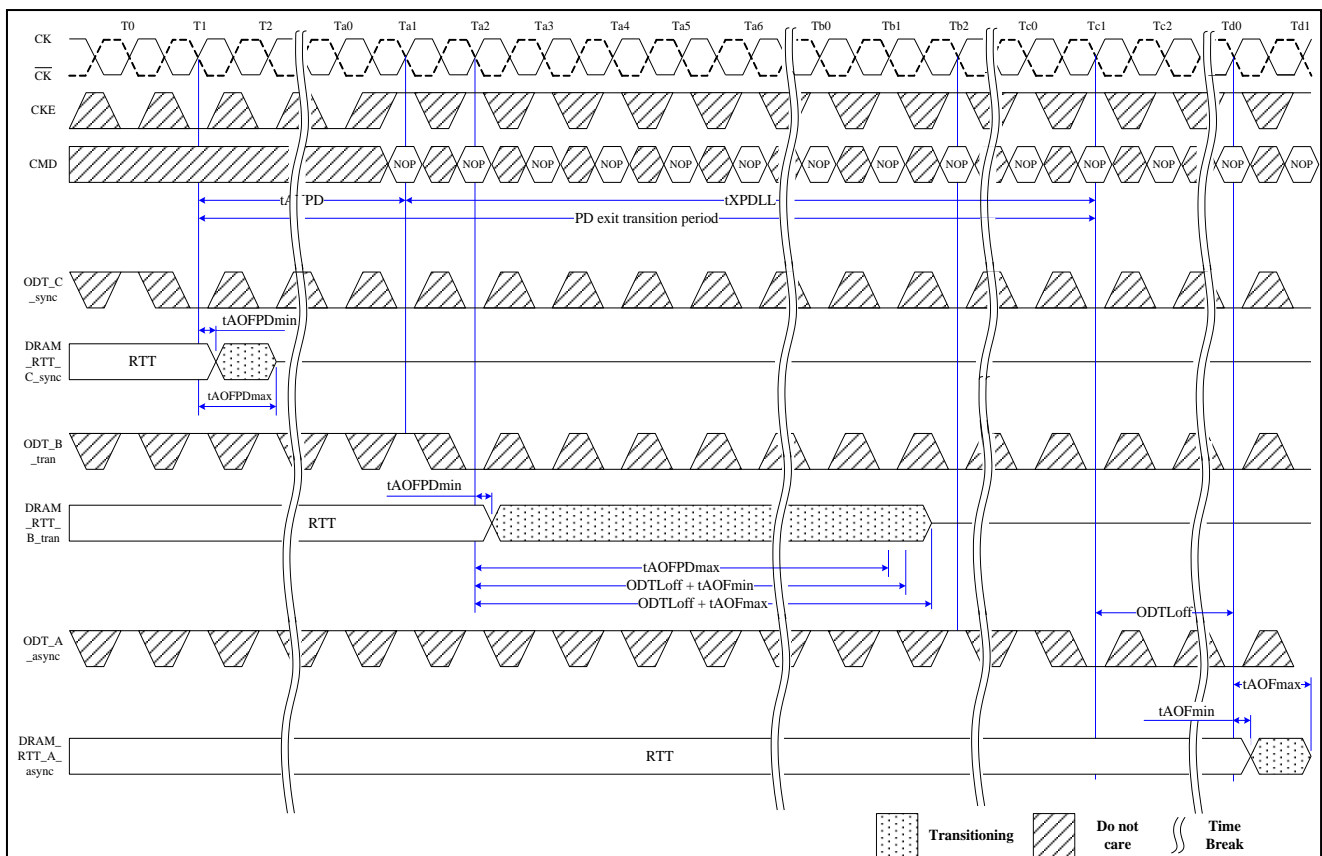 T0 T1 T2 Ta0 Ta1 Ta2 Ta3 Ta4 Ta5 Ta6 Tb0 Tb1 Tb2 Tc0 Tc1 Tc2 Td0 Td1
CK
CK
CKE
CMD
NOP NOP NOP NOP NOP NOP NOP NOP NOP NOP NOP NOP NOP NOP
tXPDLL
PD exit transition period
ODT_C
_sync
tAOFPDmin
DRAM
_RTT_
C_sync
RTT
tAOFPDmax
ODT_B
_tran
tAOFPDmin
DRAM
_RTT_
B_tran
RTT
tAOFPDmax
ODTLoff + tAOFmin
ODTLoff + tAOFmax
ODTLoff
ODT_A
_async
tAOFmax
tAOFmin
DRAM_
RTT_A_
async
RTT
Transitioning
Do not
care
Time
Break